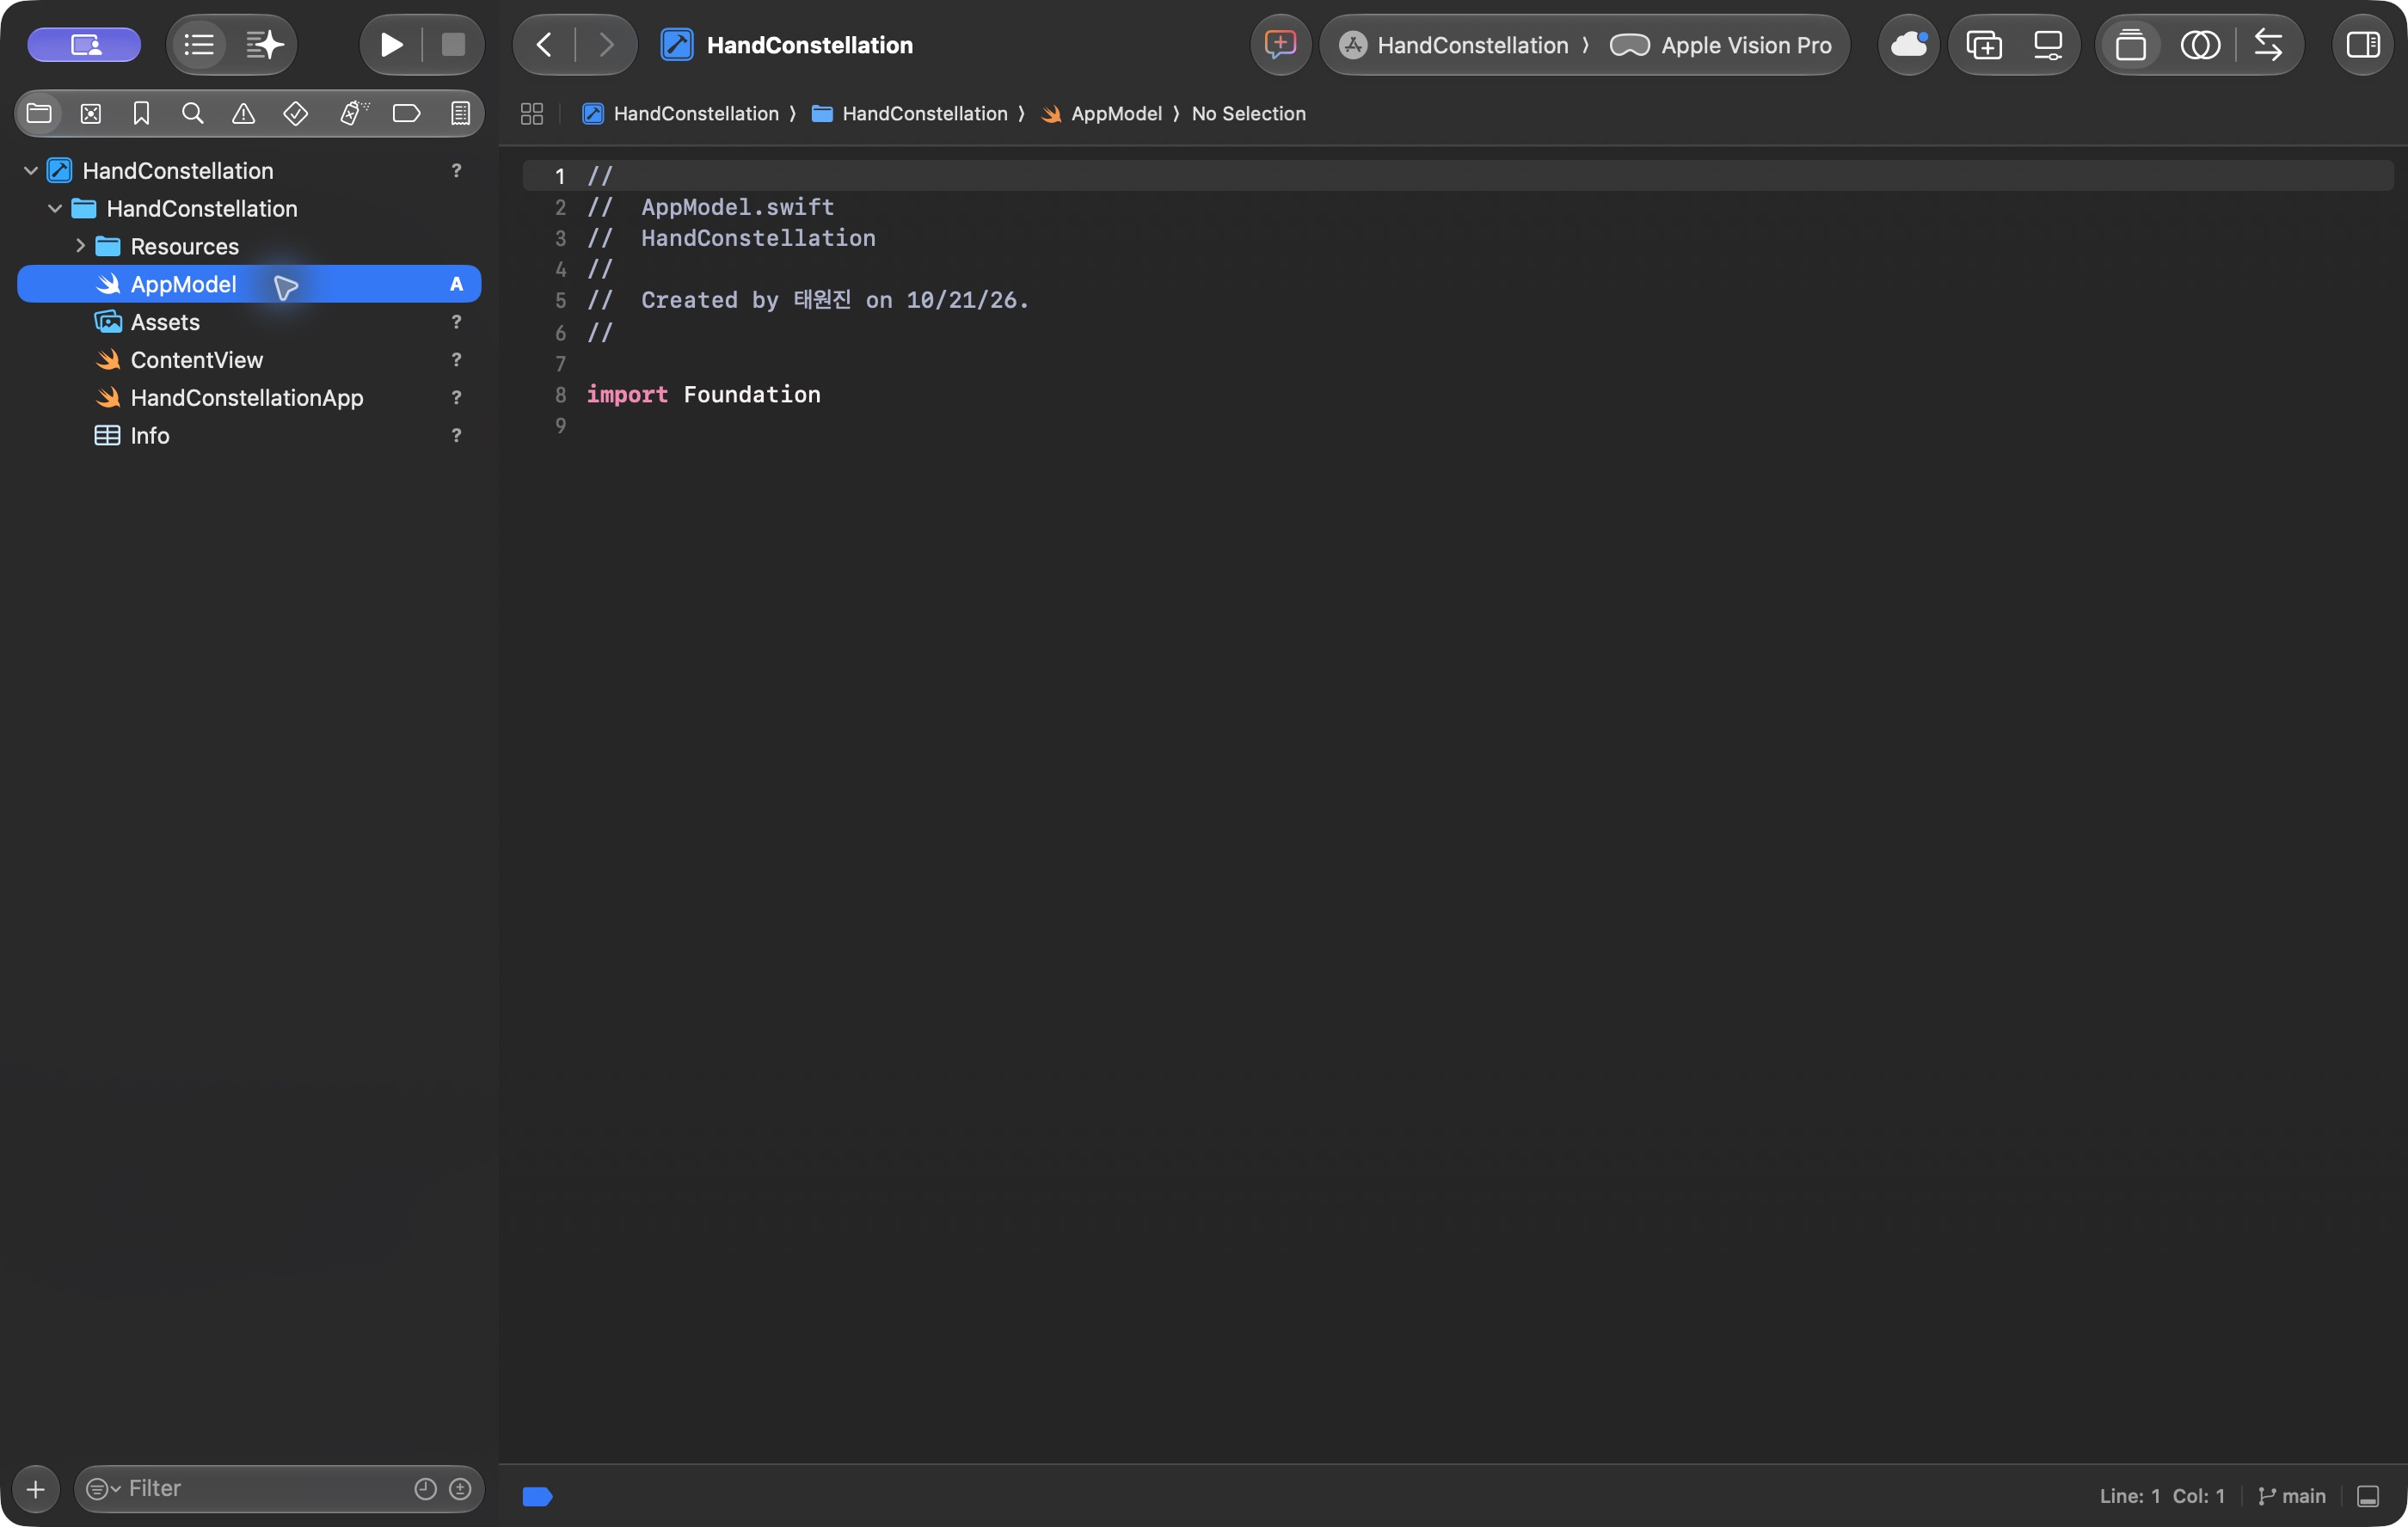 HandConstellation
HandConstellation 〉 Apple Vision Pro
HandConstellation 〉 HandConstellation 〉 AppModel 〉 No Selection
HandConstellation ?
HandConstellation
Resources
AppModel A
Assets ?
ContentView ?
HandConstellationApp ?
Info ?
1 //
2 //  AppModel.swift
3 //  HandConstellation
4 //
5 //  Created by 태원진 on 10/21/26.
6 //
7
8 import Foundation
9
Filter
Line: 1 Col: 1
main